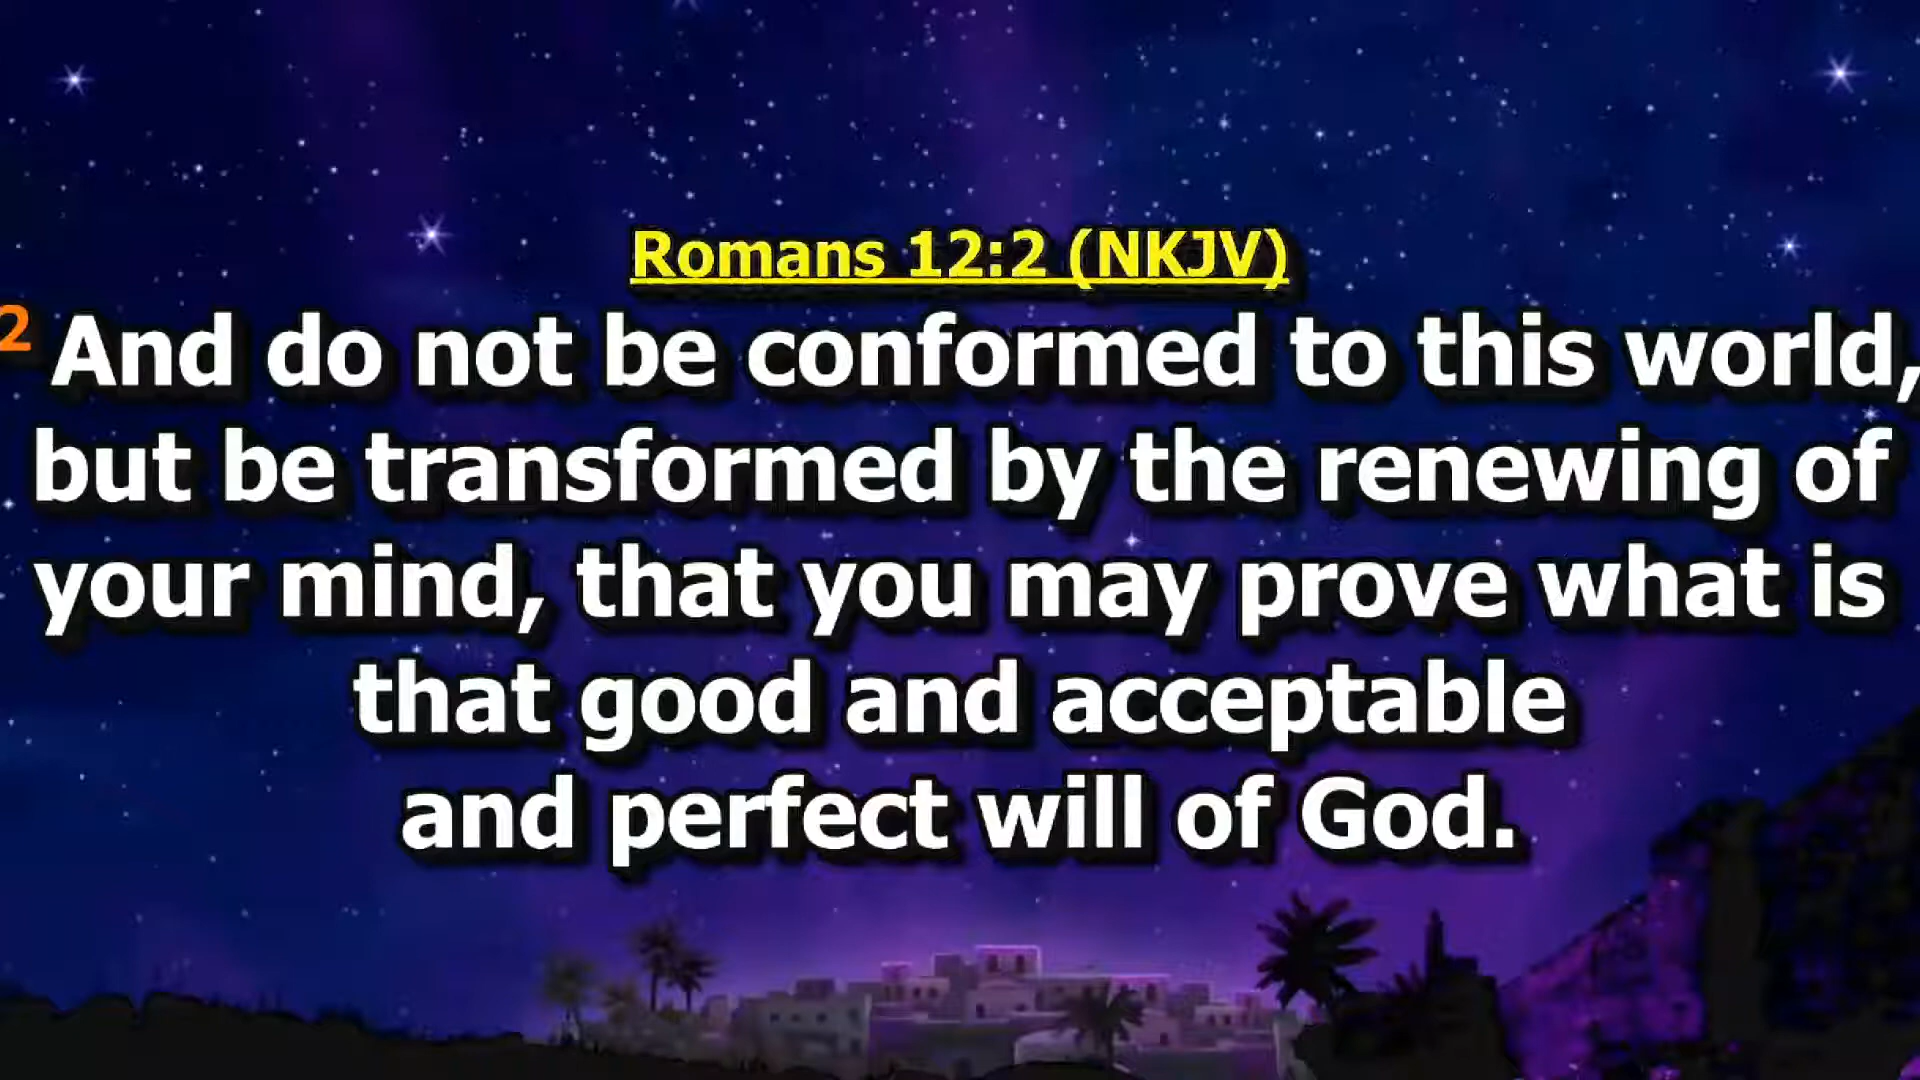 Romans 12:2 (NKJV)
2 And do not be conformed to this world,
but be transformed by the renewing of
your mind, that you may prove what is
that good and acceptable
and perfect will of God.